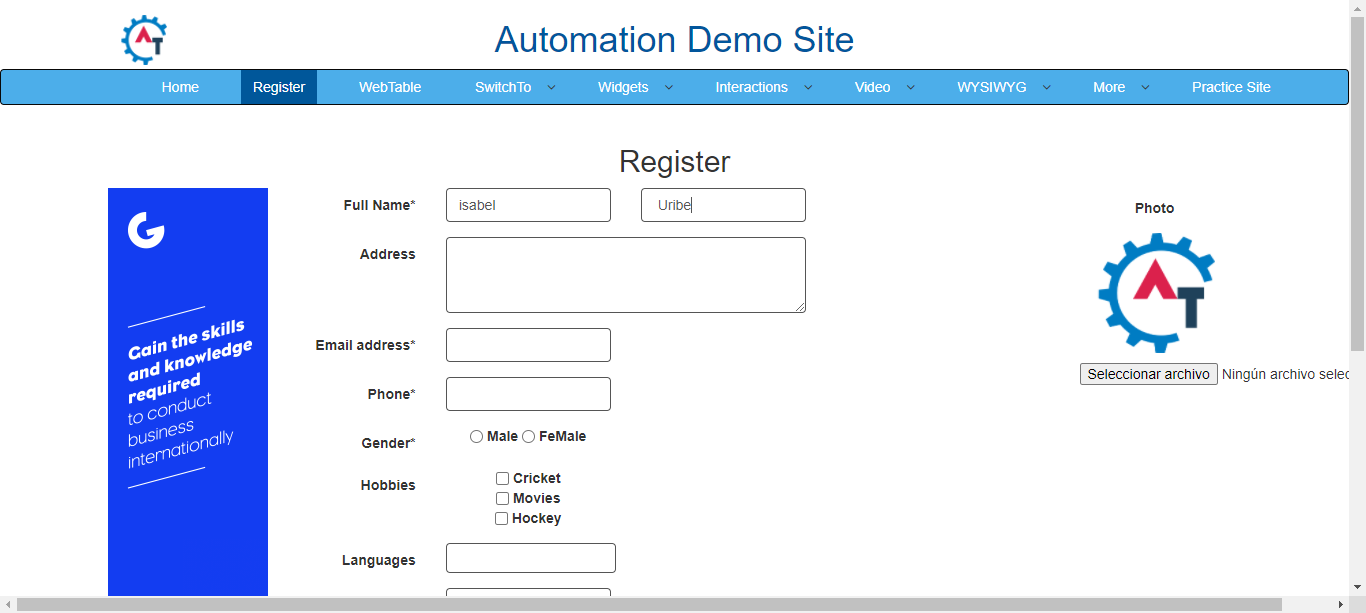 Automation Demo Site
Home Register WebTable SwitchTo Widgets Interactions Video WYSIWYG More Practice Site
Register
Full Name* isabel Uribe
Photo
Address
Email address*
Phone*
Seleccionar archivo Ningún archivo selec
Gender* Male FeMale
Hobbies Cricket
Movies
Hockey
Languages
AT
G
Gain the skills
and knowledge
required
to conduct
business
internationally
AT